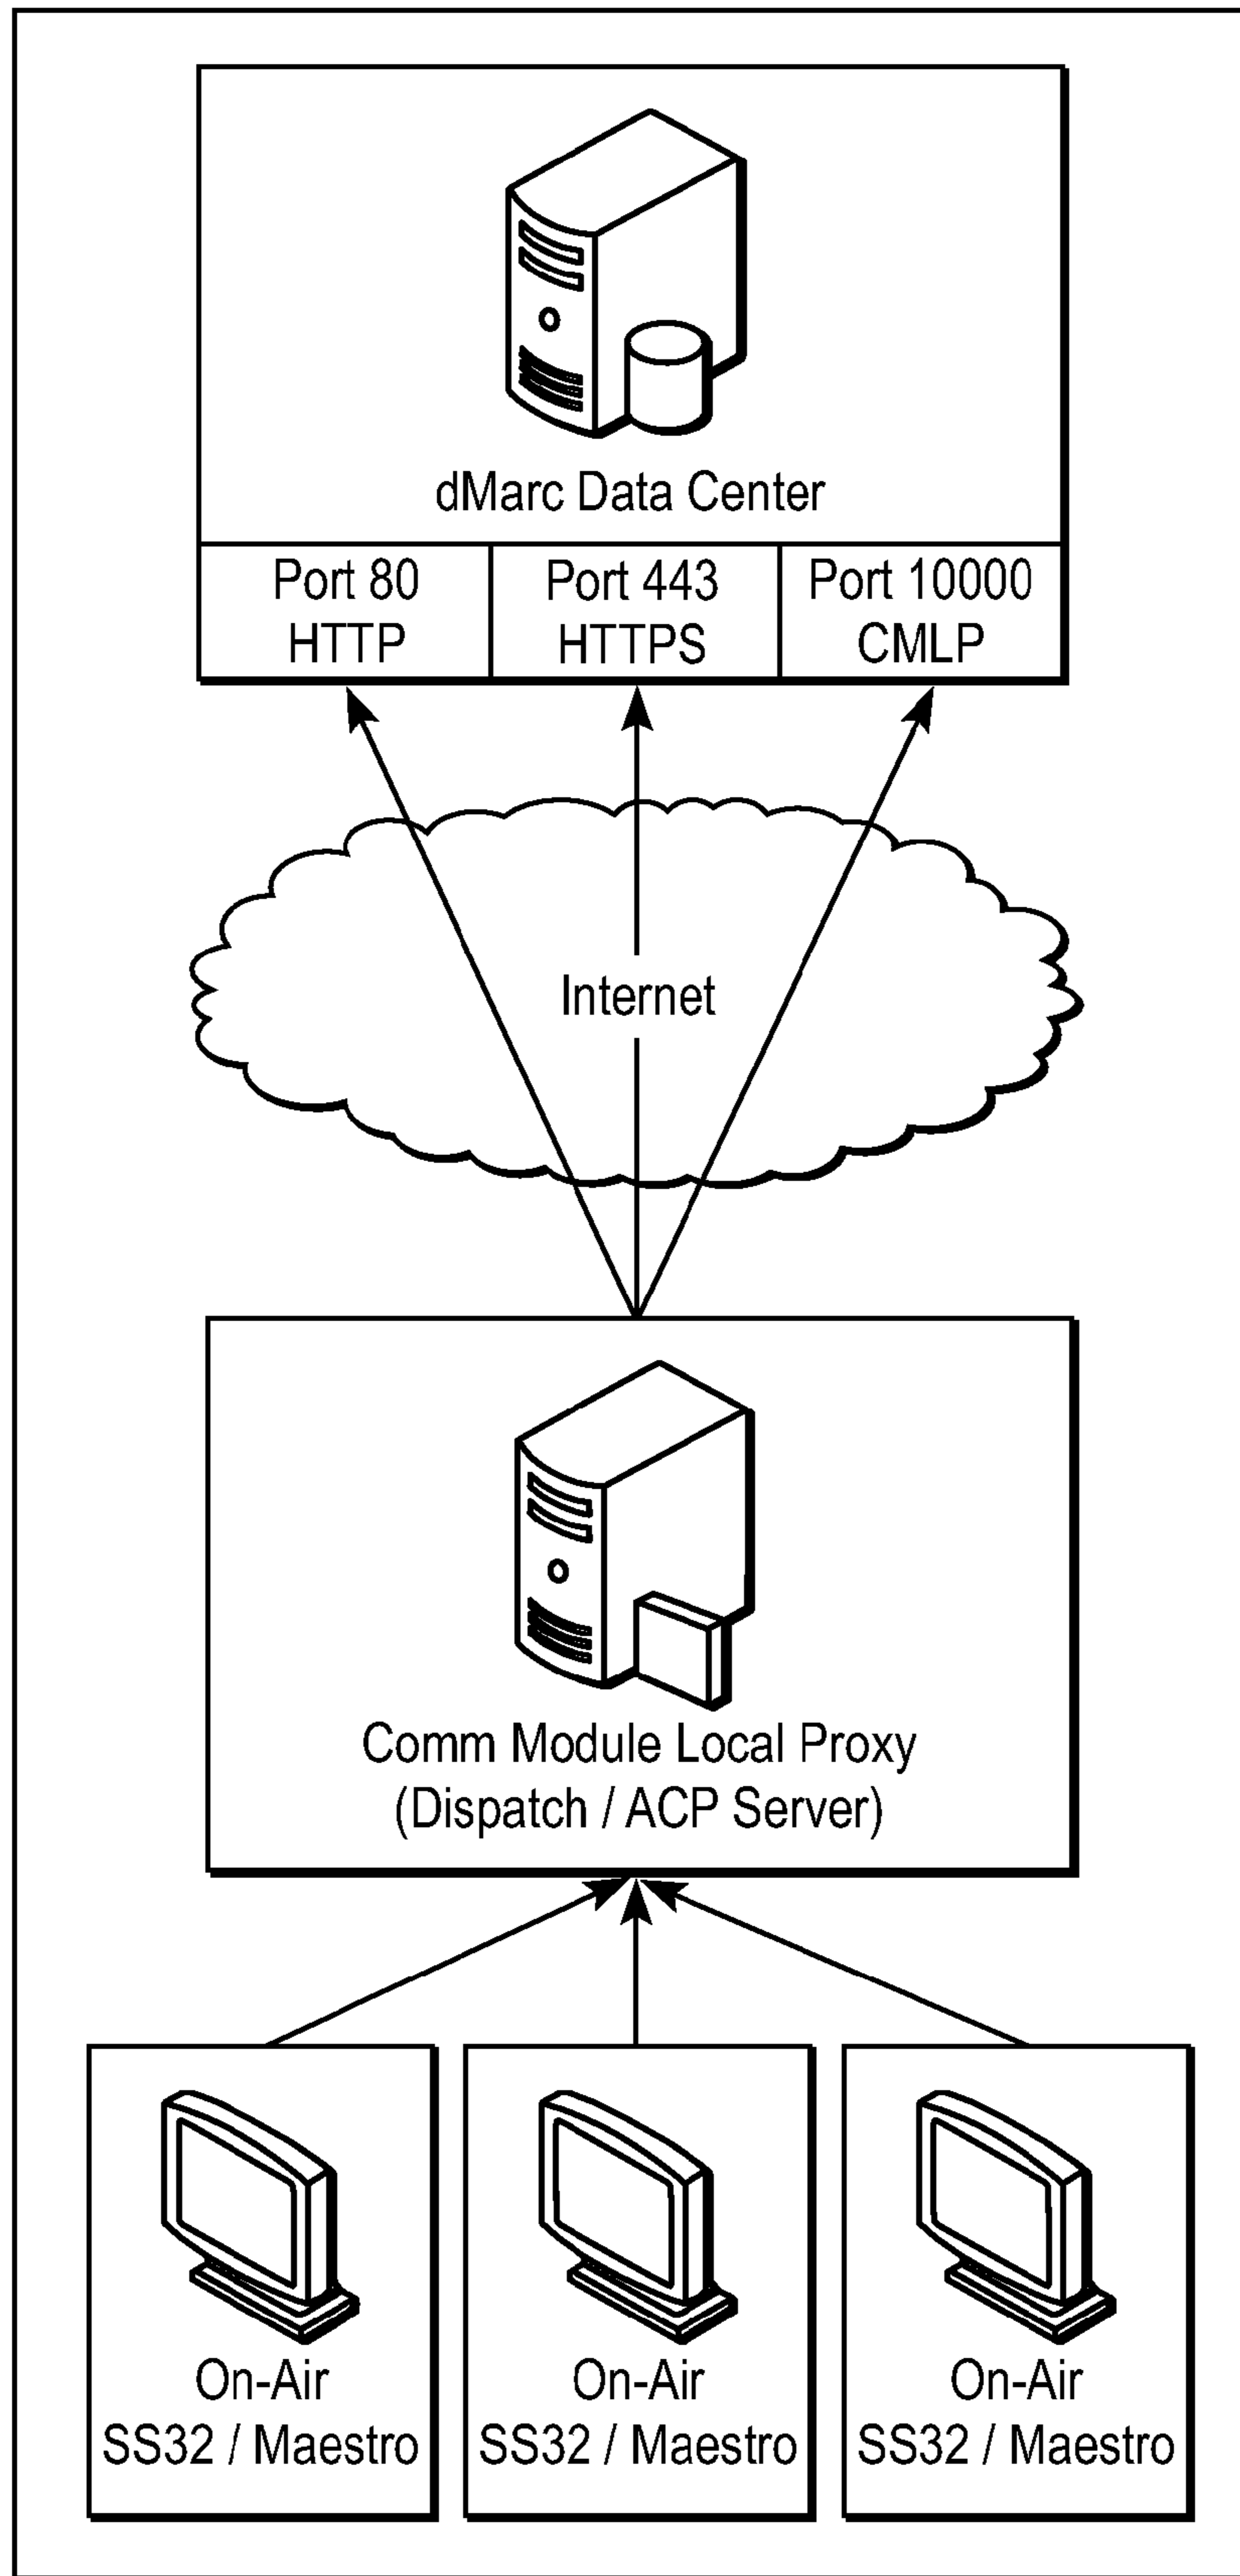 dMarc Data Center
Port 80
HTTP
Port 443
HTTPS
Port 10000
CMLP
Internet
Comm Module Local Proxy
(Dispatch / ACP Server)
On-Air
SS32 / Maestro
On-Air
SS32 / Maestro
On-Air
SS32 / Maestro